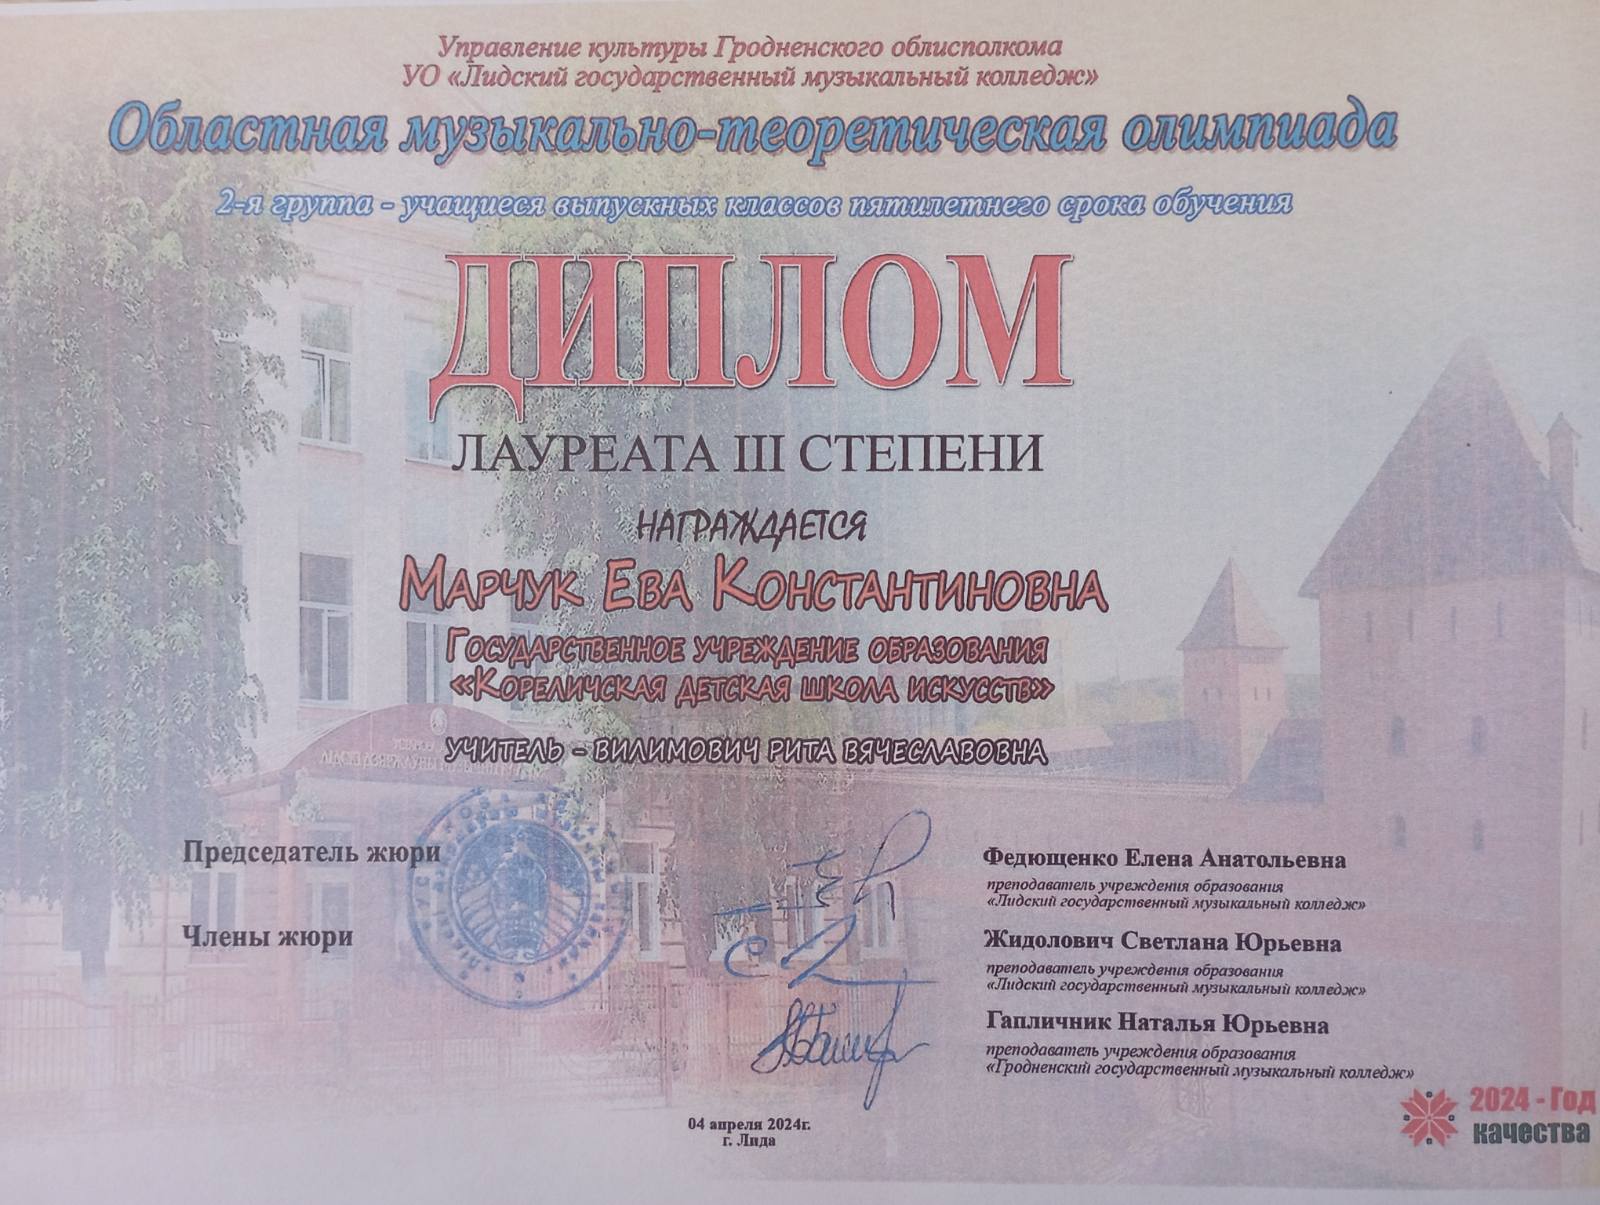 Управление культуры Гродненского облисполкома
УО «Лидский государственный музыкальный колледж»
Областная музыкально-теоретическая олимпиада
2-я группа - учащиеся выпускных классов пятилетнего срока обучения
ДИПЛОМ
ЛАУРЕАТА III СТЕПЕНИ
НАГРАЖДАЕТСЯ
МАРЧУК ЕВА КОНСТАНТИНОВНА
ГОСУДАРСТВЕННОЕ УЧРЕЖДЕНИЕ ОБРАЗОВАНИЯ
«КОРЕЛИЧСКАЯ ДЕТСКАЯ ШКОЛА ИСКУССТВ»
УЧИТЕЛЬ - ВИЛИМОВИЧ РИТА ВЯЧЕСЛАВОВНА
Председатель жюри
Федющенко Елена Анатольевна
преподаватель учреждения образования
«Лидский государственный музыкальный колледж»
Члены жюри
Жидолович Светлана Юрьевна
преподаватель учреждения образования
«Лидский государственный музыкальный колледж»
Гапличник Наталья Юрьевна
преподаватель учреждения образования
«Гродненский государственный музыкальный колледж»
04 апреля 2024г.
г. Лида
2024 - Год
качества